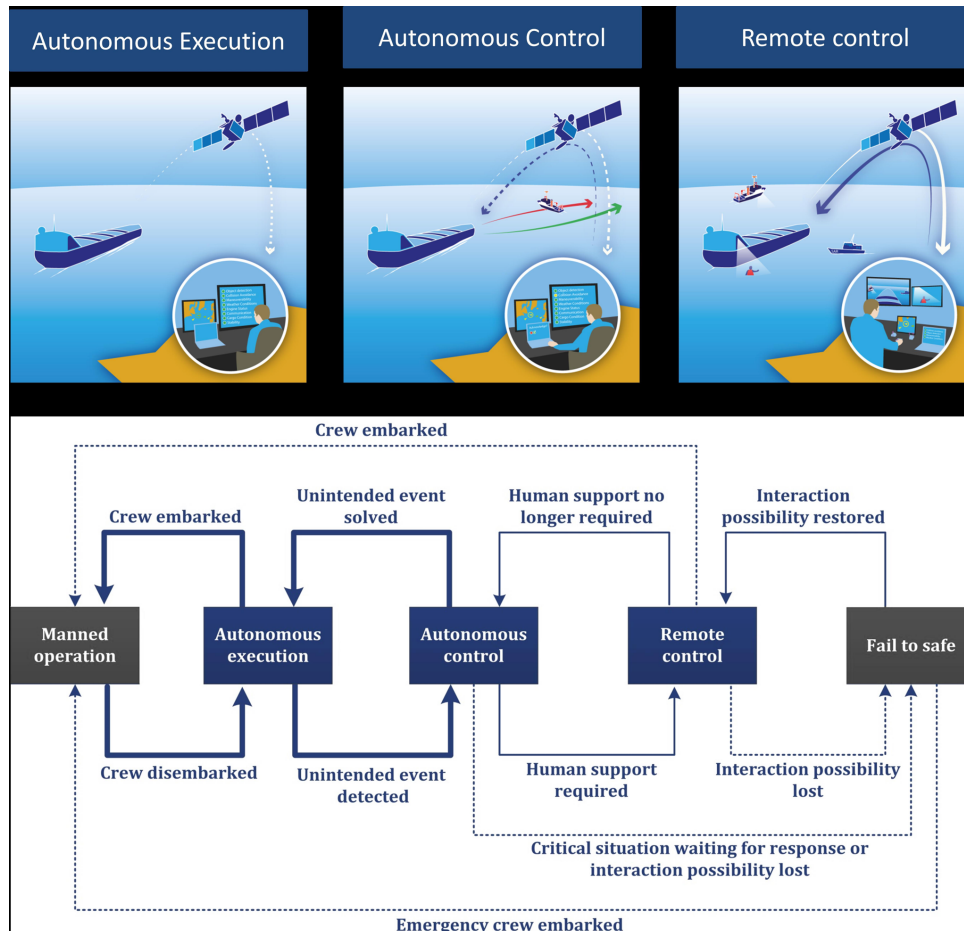 Autonomous Execution
Autonomous Control
Remote control
Crew embarked
Crew embarked
Unintended event
solved
Human support no
longer required
Interaction
possibility restored
Manned
operation
Autonomous
execution
Autonomous
control
Remote
control
Fail to safe
Crew disembarked
Unintended event
detected
Human support
required
Interaction possibility
lost
Critical situation waiting for response or
interaction possibility lost
Emergency crew embarked